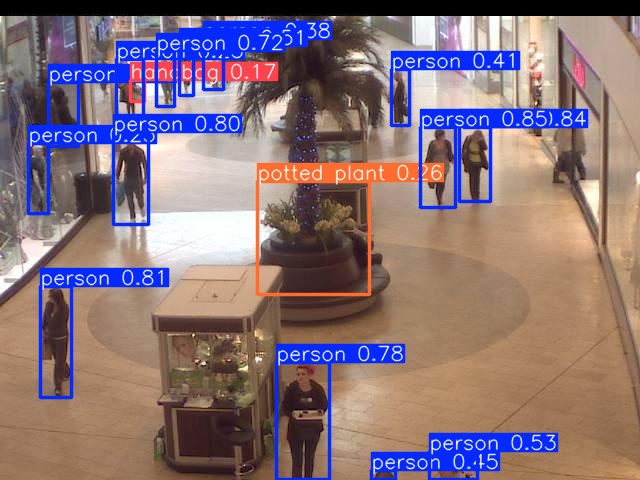 person 0.72
0.38
person 0.41
person
handbag 0.17
person 0.85
0.84
person 0.80
person
potted plant 0.26
person 0.81
person 0.78
person 0.53
person 0.45